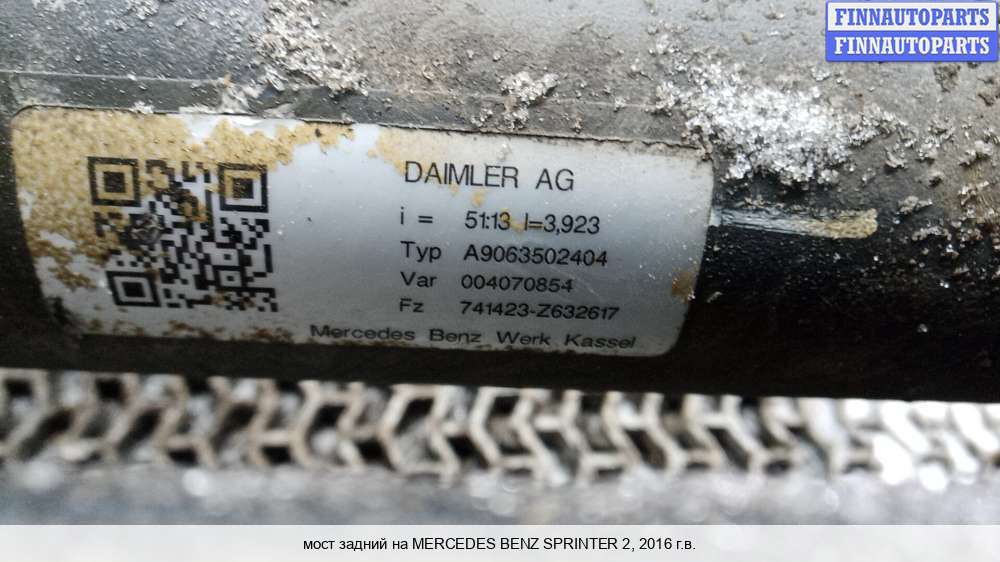 FINNAUTOPARTS
FINNAUTOPARTS
DAIMLER AG
i = 51:13 I=3,923
Typ A9063502404
Var 004070854
Fz 741423-Z632617
Mercedes Benz Werk Kassel
мост задний на MERCEDES BENZ SPRINTER 2, 2016 г.в.